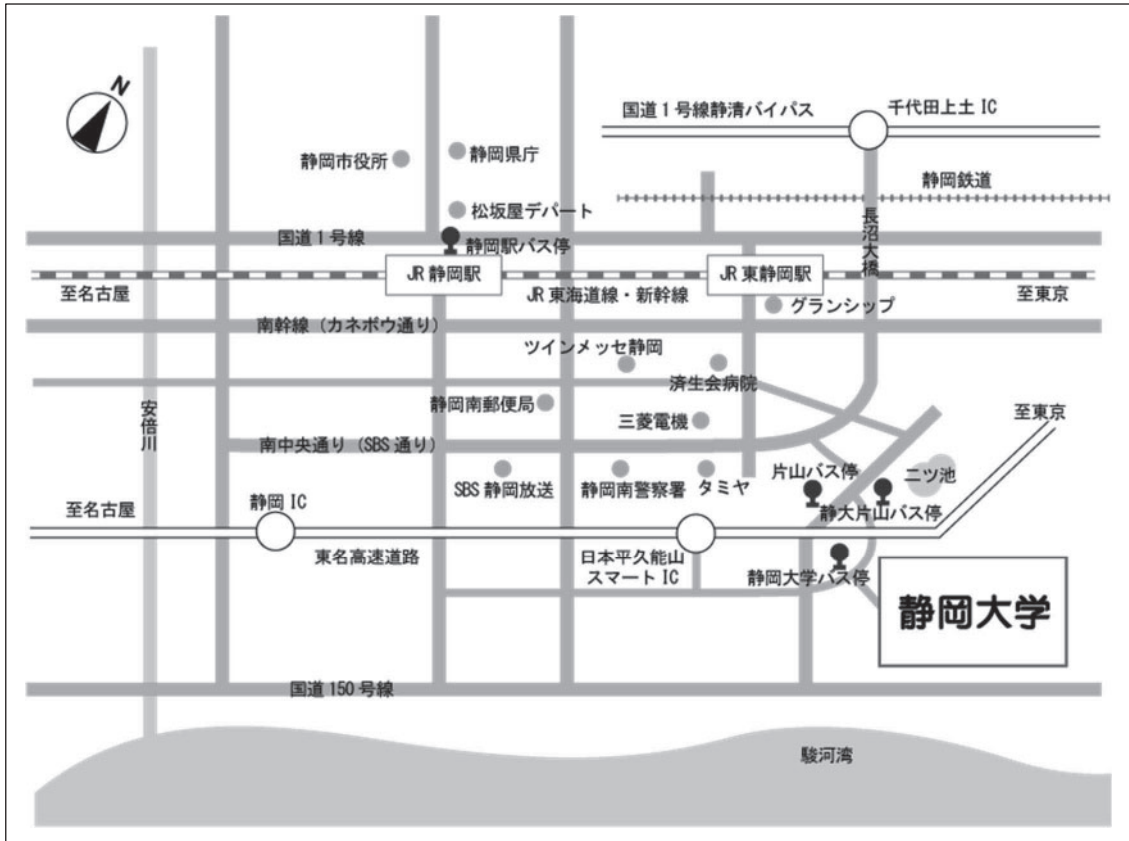 N
国道1号線静清バイパス
千代田上土 IC
静岡市役所
静岡県庁
静岡鉄道
松坂屋デパート
長沼大橋
国道1号線
静岡駅バス停
JR 静岡駅
JR 東静岡駅
至名古屋
JR 東海道線・新幹線
至東京
グランシップ
南幹線（カネボウ通り）
ツインメッセ静岡
済生会病院
安倍川
静岡南郵便局
三菱電機
至東京
南中央通り（SBS 通り）
片山バス停
二ツ池
SBS 静岡放送
静岡南警察署
タミヤ
静岡 IC
至名古屋
静大片山バス停
東名高速道路
日本平久能山
スマート IC
静岡大学バス停
静岡大学
国道 150 号線
駿河湾